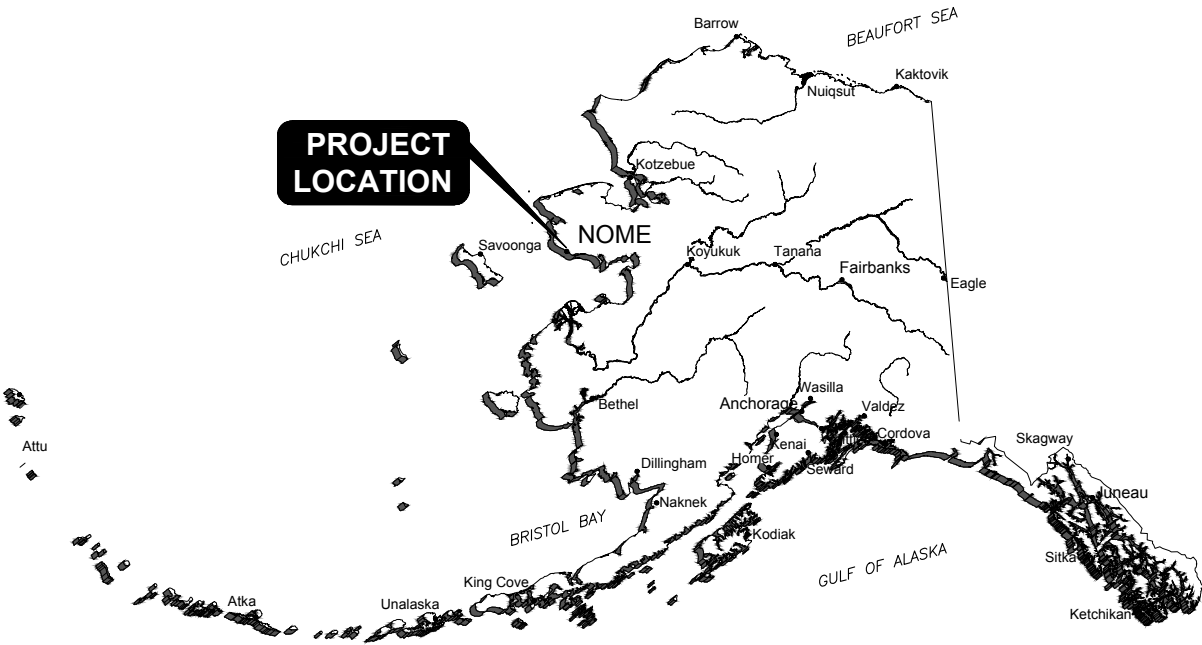 Barrow
BEAUFORT SEA
Kaktovik
Nuiqsut
PROJECT
LOCATION
Kotzebue
NOME
CHUKCHI SEA
Savoonga
Koyukuk
Tanana
Fairbanks
Eagle
Wasilla
Anchorage
Valdez
Bethel
Attu
Kenai
Cordova
Skagway
Homer
Seward
Dillingham
Juneau
Naknek
BRISTOL BAY
Kodiak
GULF OF ALASKA
Sitka
King Cove
Atka
Unalaska
Ketchikan